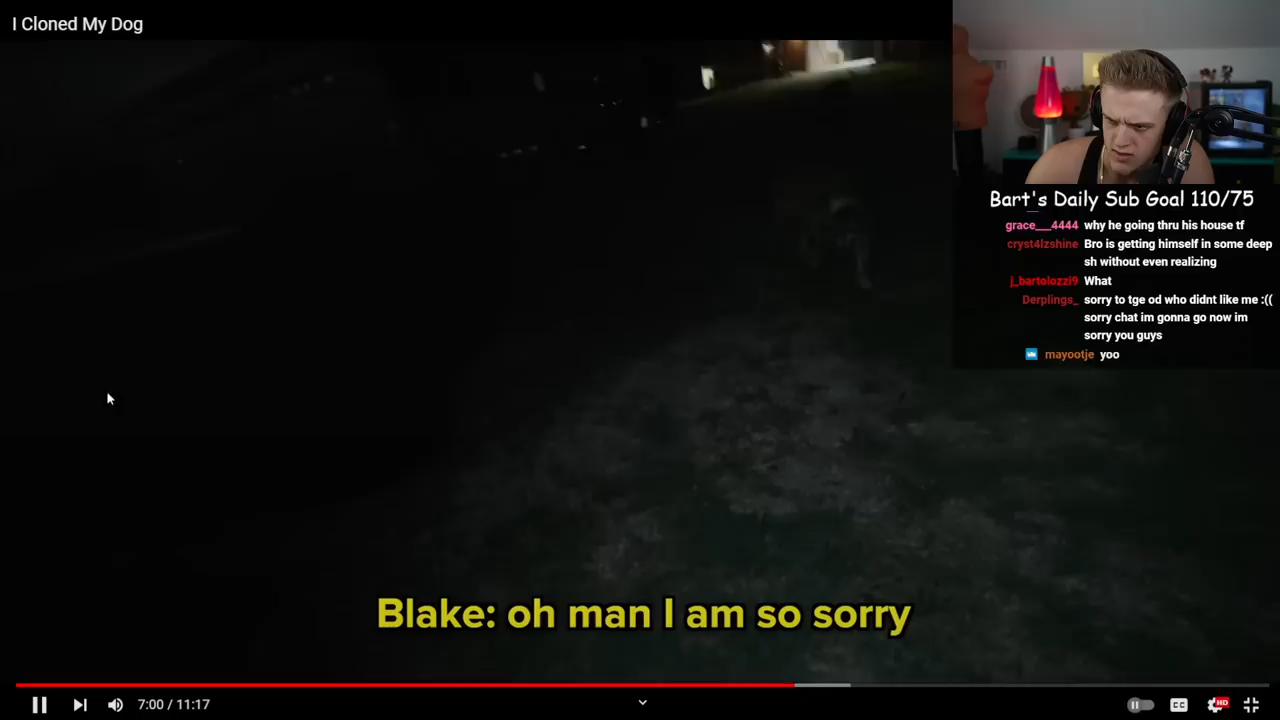 I Cloned My Dog
Bart's Daily Sub Goal 110/75
grace___4444 why he going thru his house tf
cryst4lzshine Bro is getting himself in some deep
sh without even realizing
j_bartolozzi9 What
Derplings_ sorry to tge od who didnt like me :((
sorry chat im gonna go now im
sorry you guys
mayootje yoo
Blake: oh man I am so sorry
7:00 / 11:17
CC
HD